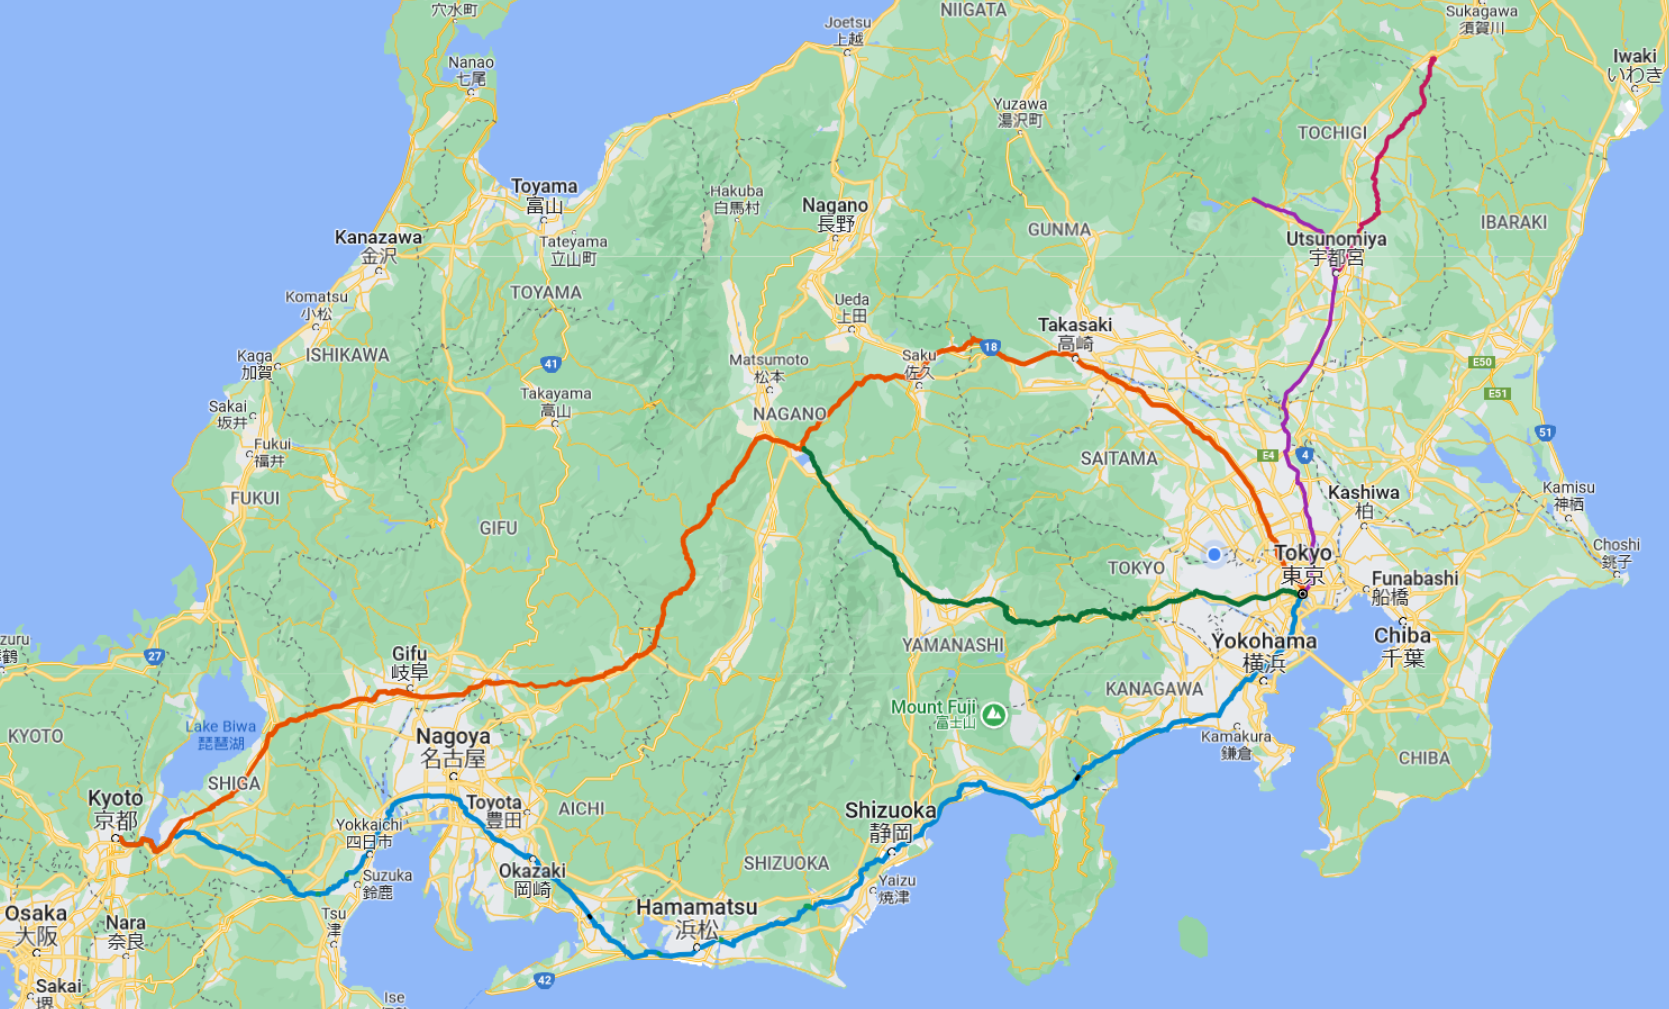 穴水町
NIIGATA
Sukagawa
須賀川
Joetsu
上越
Nanao
七尾
Iwaki
いわき
Yuzawa
湯沢町
TOCHIGI
Toyama
富山
Hakuba
白馬村
Nagano
長野
Kanazawa
金沢
Tateyama
立山町
GUNMA
IBARAKI
Utsunomiya
宇都宮
TOYAMA
Komatsu
小松
Ueda
上田
Takasaki
高崎
ISHIKAWA
Kaga
加賀
41
18
Saku
佐久
E50
Matsumoto
松本
E51
Takayama
高山
NAGANO
Sakai
坂井
51
Fukui
福井
SAITAMA
E4
4
FUKUI
Kashiwa
柏
Kamisu
神栖
GIFU
Choshi
銚子
Tokyo
東京
TOKYO
Funabashi
船橋
YAMANASHI
Yokohama
横浜
Chiba
千葉
zuru
鶴
27
Gifu
岐阜
KANAGAWA
Mount Fuji
富士山
Lake Biwa
琵琶湖
KYOTO
Nagoya
名古屋
Kamakura
鎌倉
CHIBA
SHIGA
Kyoto
京都
Toyota
豊田
AICHI
Shizuoka
静岡
Yokkaichi
四日市
SHIZUOKA
Okazaki
岡崎
Suzuka
鈴鹿
Yaizu
焼津
Osaka
大阪
Nara
奈良
Tsu
津
Hamamatsu
浜松
42
Sakai
堺
Ise